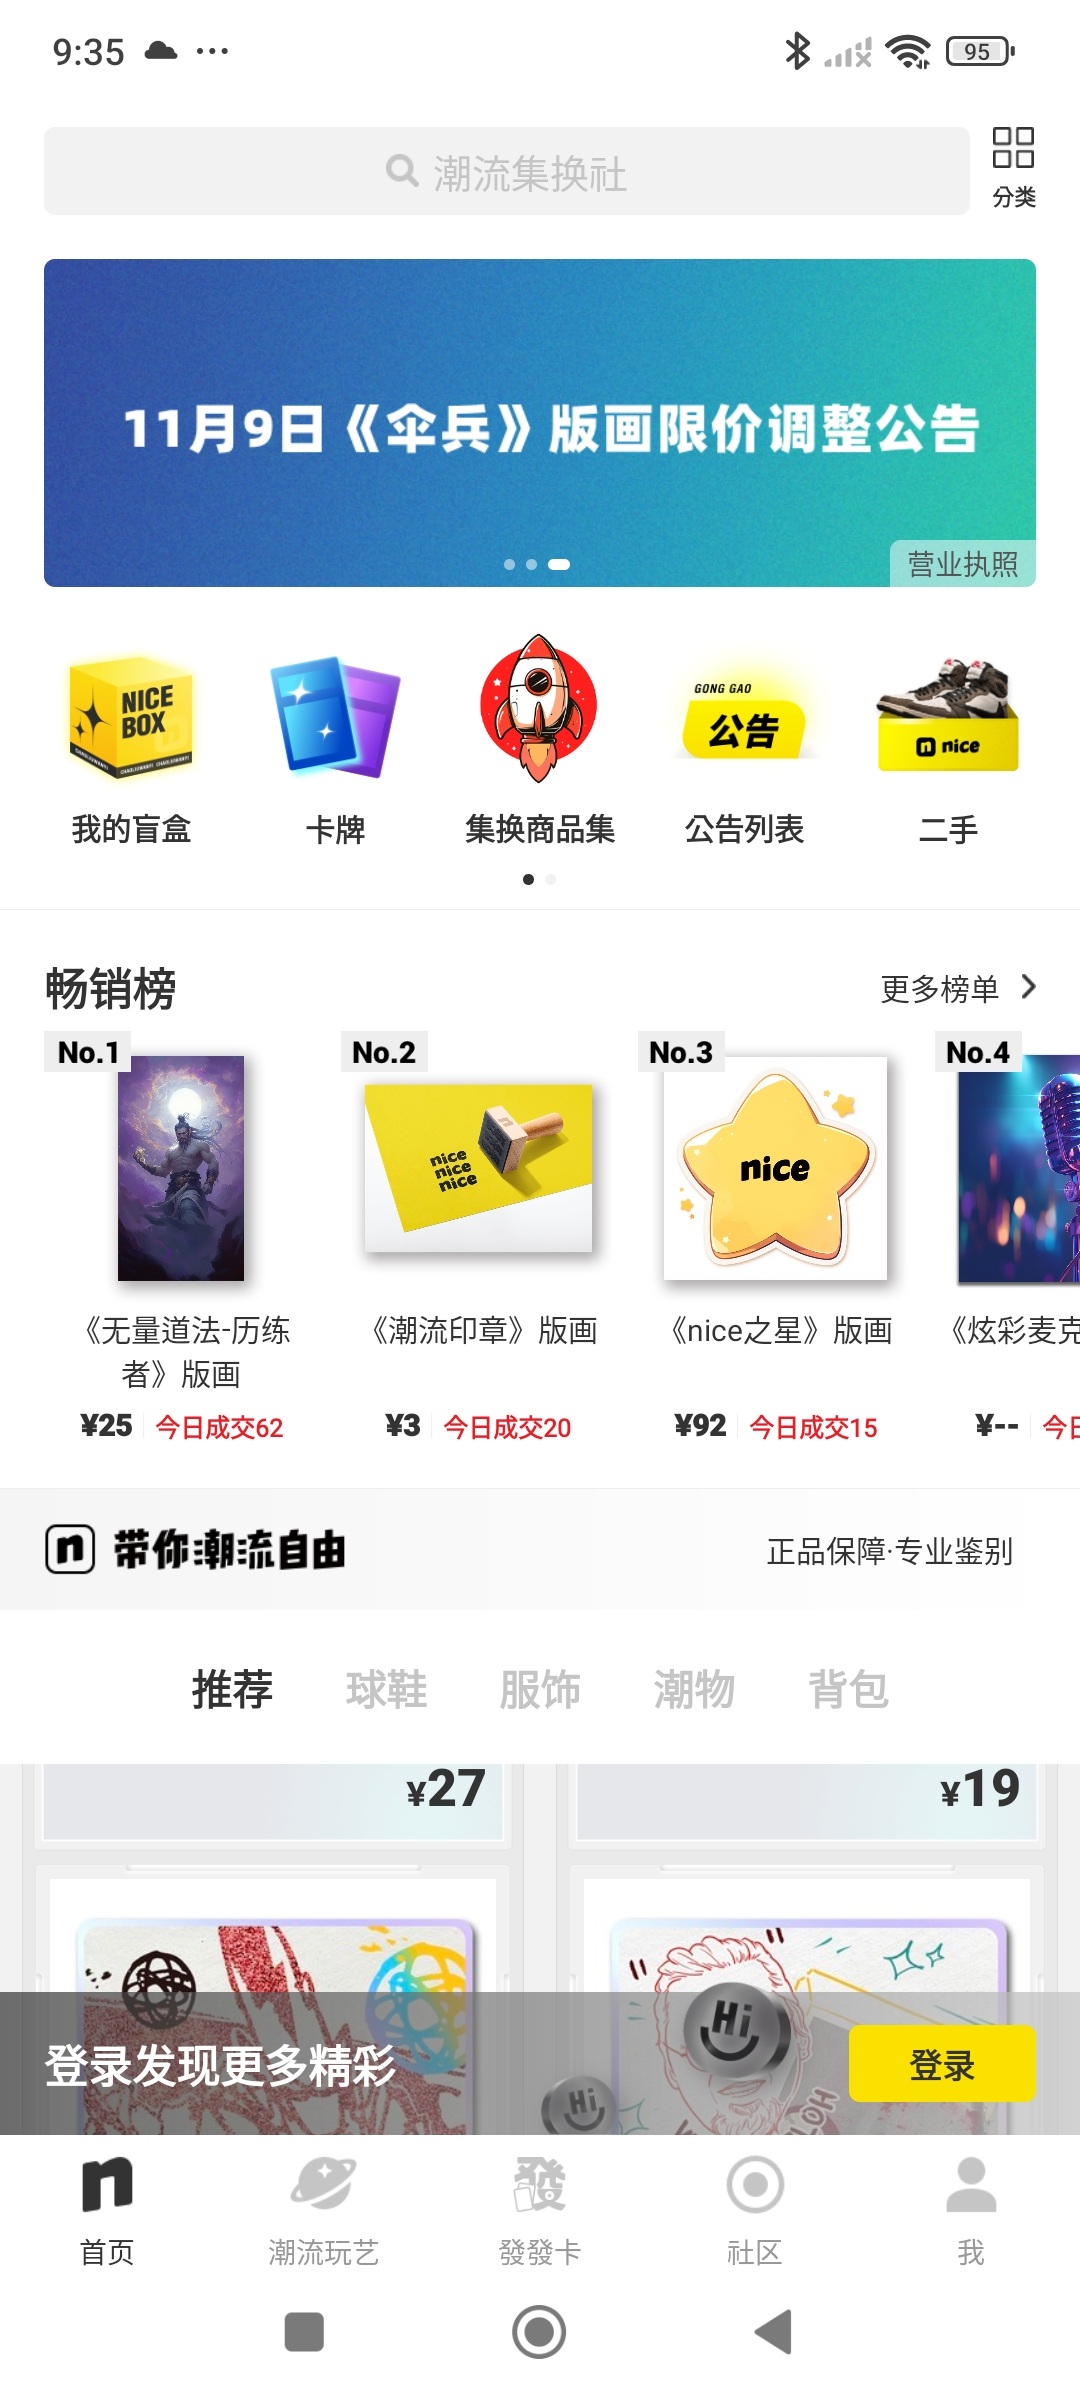 9:35
95
潮流集换社
分类
11月9日《伞兵》版画限价调整公告
营业执照
NICE BOX
GONG GAO
公告
nice
我的盲盒
卡牌
集换商品集
公告列表
二手
畅销榜
更多榜单
No.1
No.2
No.3
No.4
nice
nice
nice
nice
《无量道法-历练者》版画
《潮流印章》版画
《nice之星》版画
《炫彩麦克
¥25 今日成交62
¥3 今日成交20
¥92 今日成交15
¥-- 今日
n 带你潮流自由
正品保障·专业鉴别
推荐
球鞋
服饰
潮物
背包
¥27
¥19
Hi
Hi
登录发现更多精彩
登录
首页
潮流玩艺
發發卡
社区
我